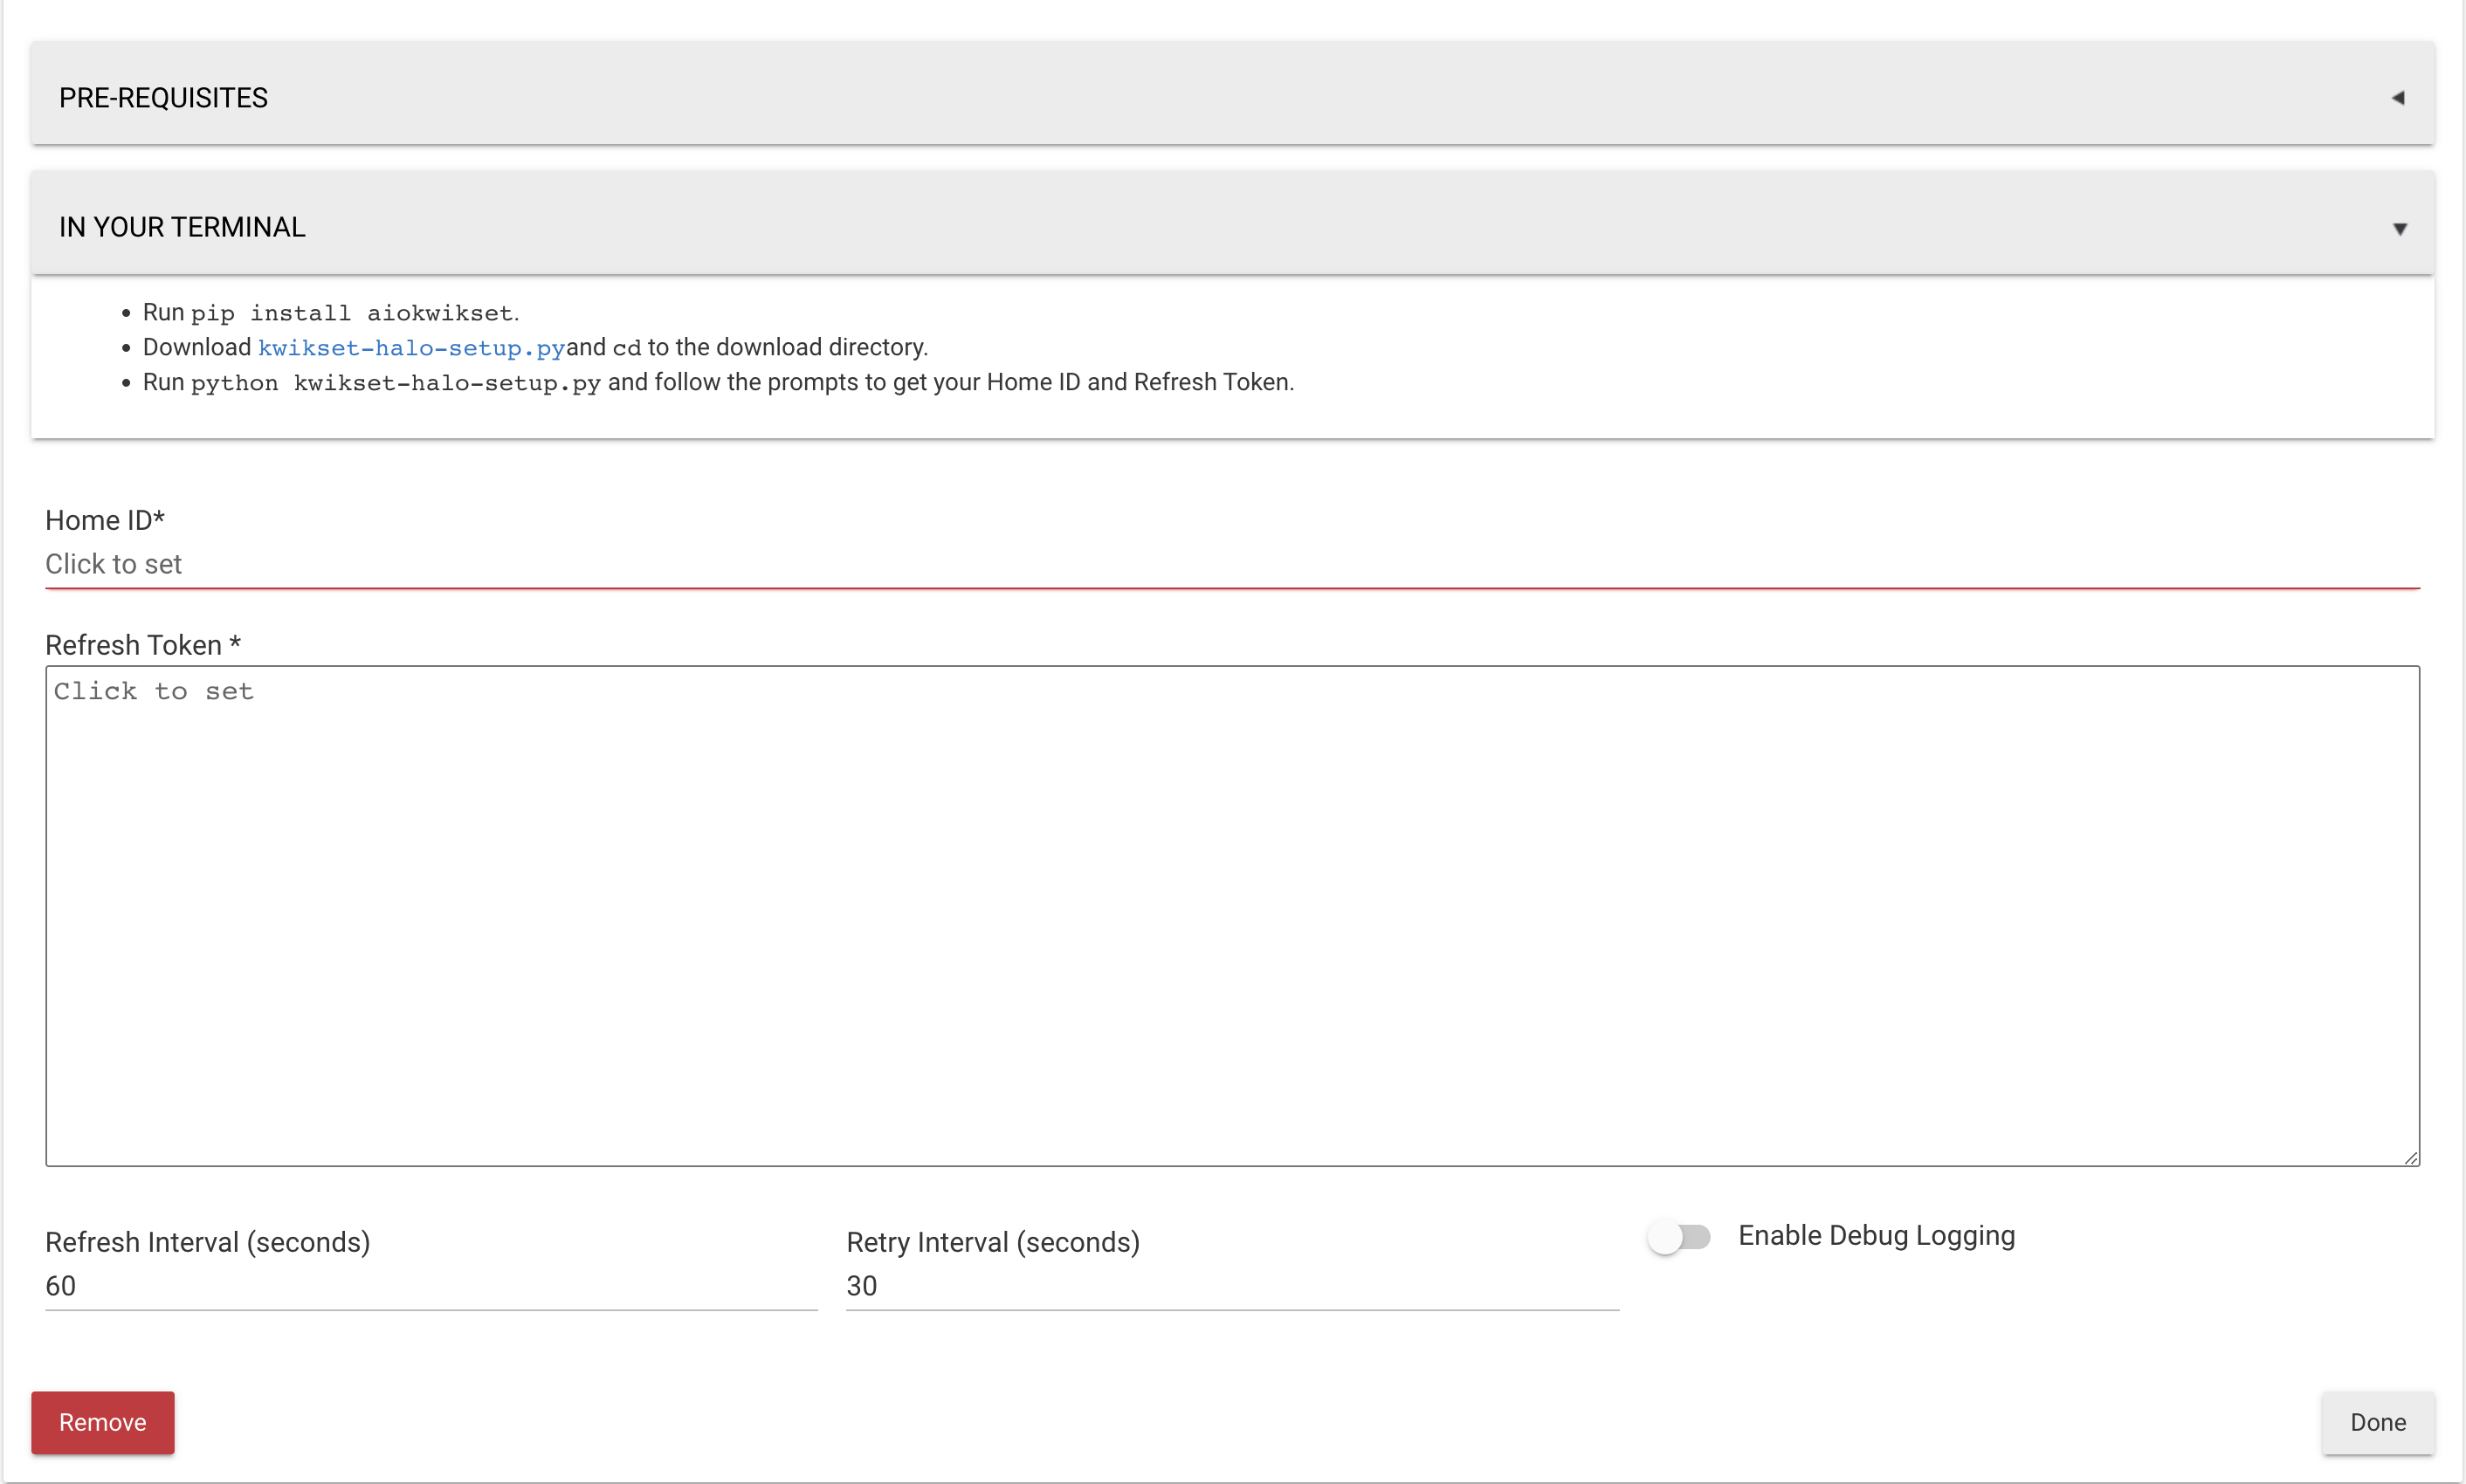 PRE-REQUISITES
IN YOUR TERMINAL
• Run pip install aiokwikset.
• Download kwikset-halo-setup.pyand cd to the download directory.
• Run python kwikset-halo-setup.py and follow the prompts to get your Home ID and Refresh Token.
Home ID*
Click to set
Refresh Token *
Click to set
Refresh Interval (seconds)
60
Retry Interval (seconds)
30
Enable Debug Logging
Remove
Done